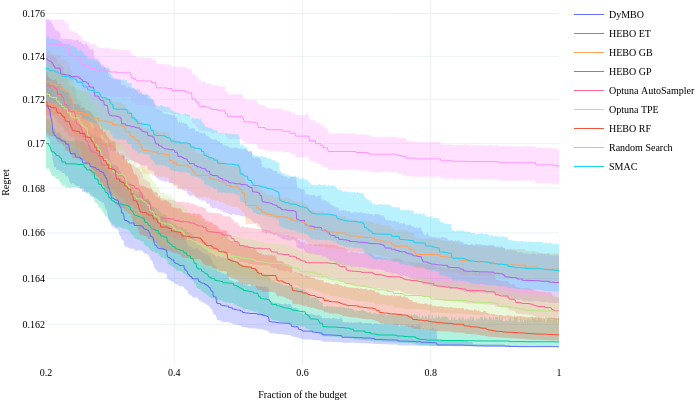 0.176
0.174
0.172
0.17
0.168
0.166
0.164
0.162
Regret
0.2
0.4
0.6
0.8
1
Fraction of the budget
DyMBO
HEBO ET
HEBO GB
HEBO GP
Optuna AutoSampler
Optuna TPE
HEBO RF
Random Search
SMAC